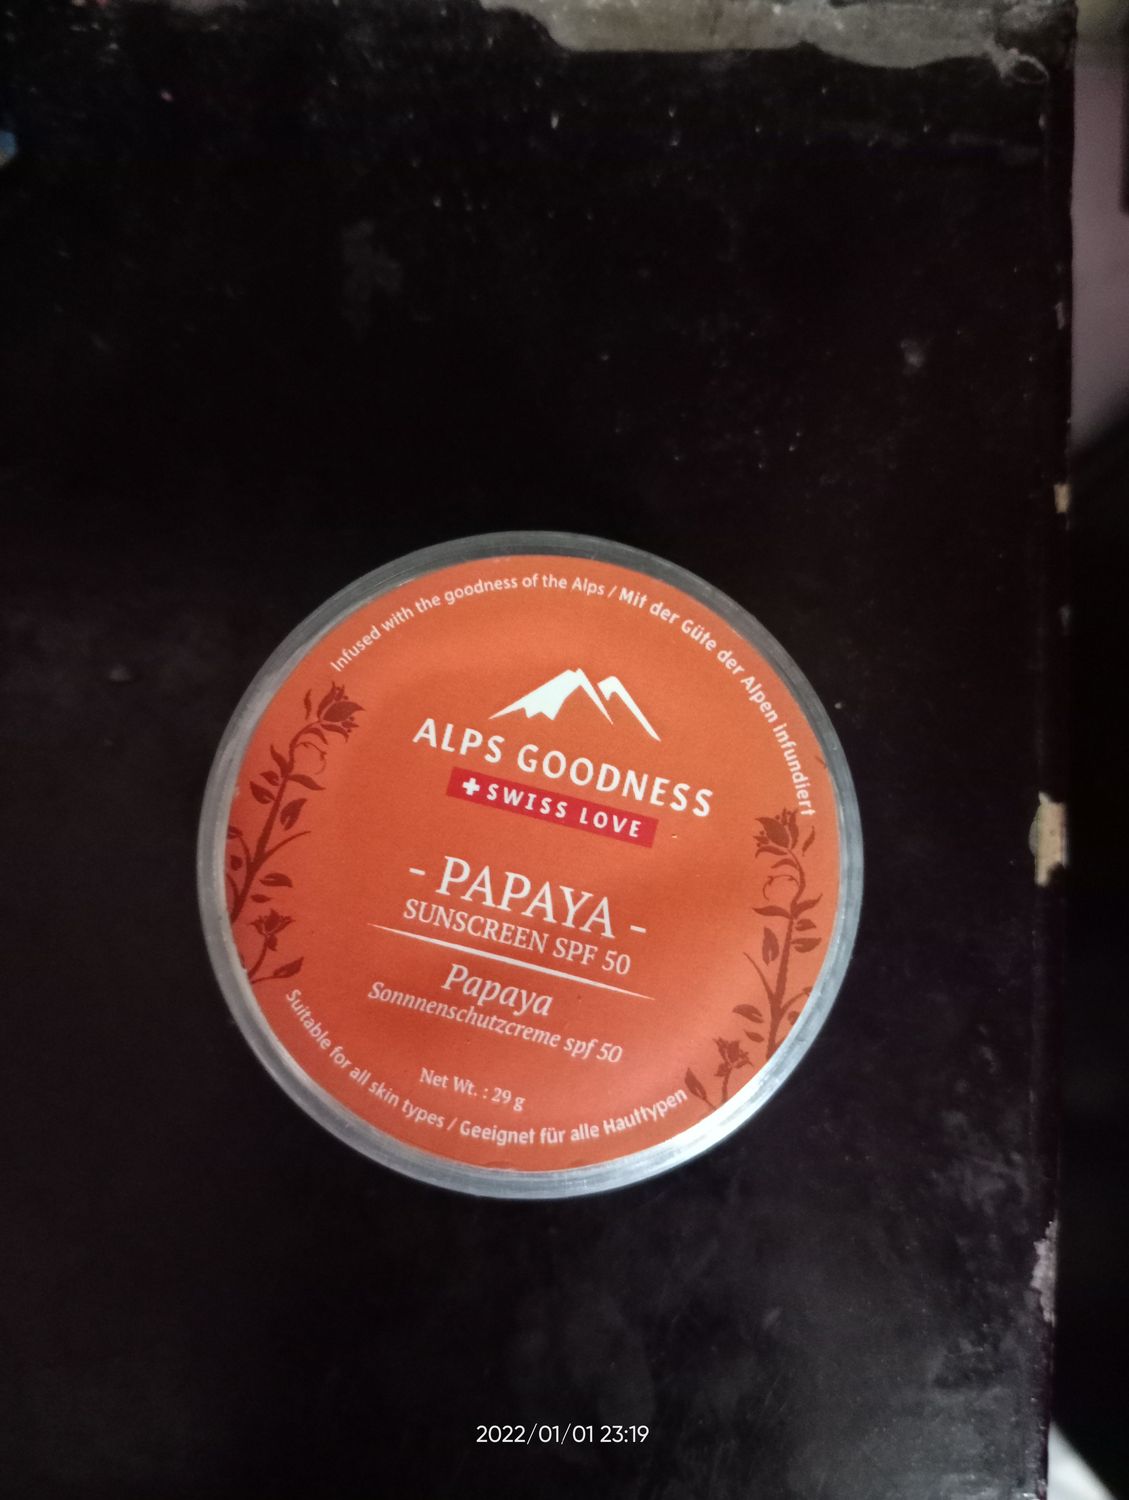 Infused with the goodness of the Alps / Mit der Güte der Alpen infundiert
ALPS GOODNESS
SWISS LOVE
- PAPAYA -
SUNSCREEN SPF 50
Papaya
Sonnnenschutzcreme spf 50
Net Wt. : 29 g
Suitable for all skin types / Geeignet für alle Hauttypen
2022/01/01 23:19